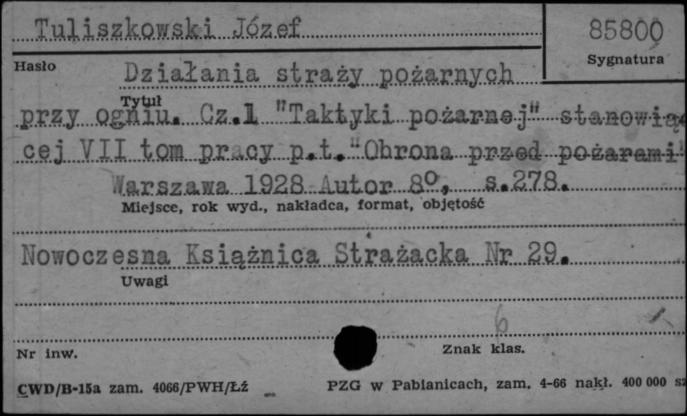 Tuliszkowski Józef
85800
Sygnatura
Hasło
Działania straży pożarnych
Tytuł
przy ogniu. Cz.1 "Taktyki pożarnej" stanowią
cej VII tom pracy p.t."Obrona przed pożarami"
Warszawa 1928 Autor 8°, s.278.
Miejsce, rok wyd., nakładca, format, objętość
Nowoczesna Książnica Strażacka Nr 29.
Uwagi
6
Nr inw.
Znak klas.
CWD/B-15a zam. 4066/PWH/Łź
PZG w Pabianicach, zam. 4-66 nakł. 400 000 sz